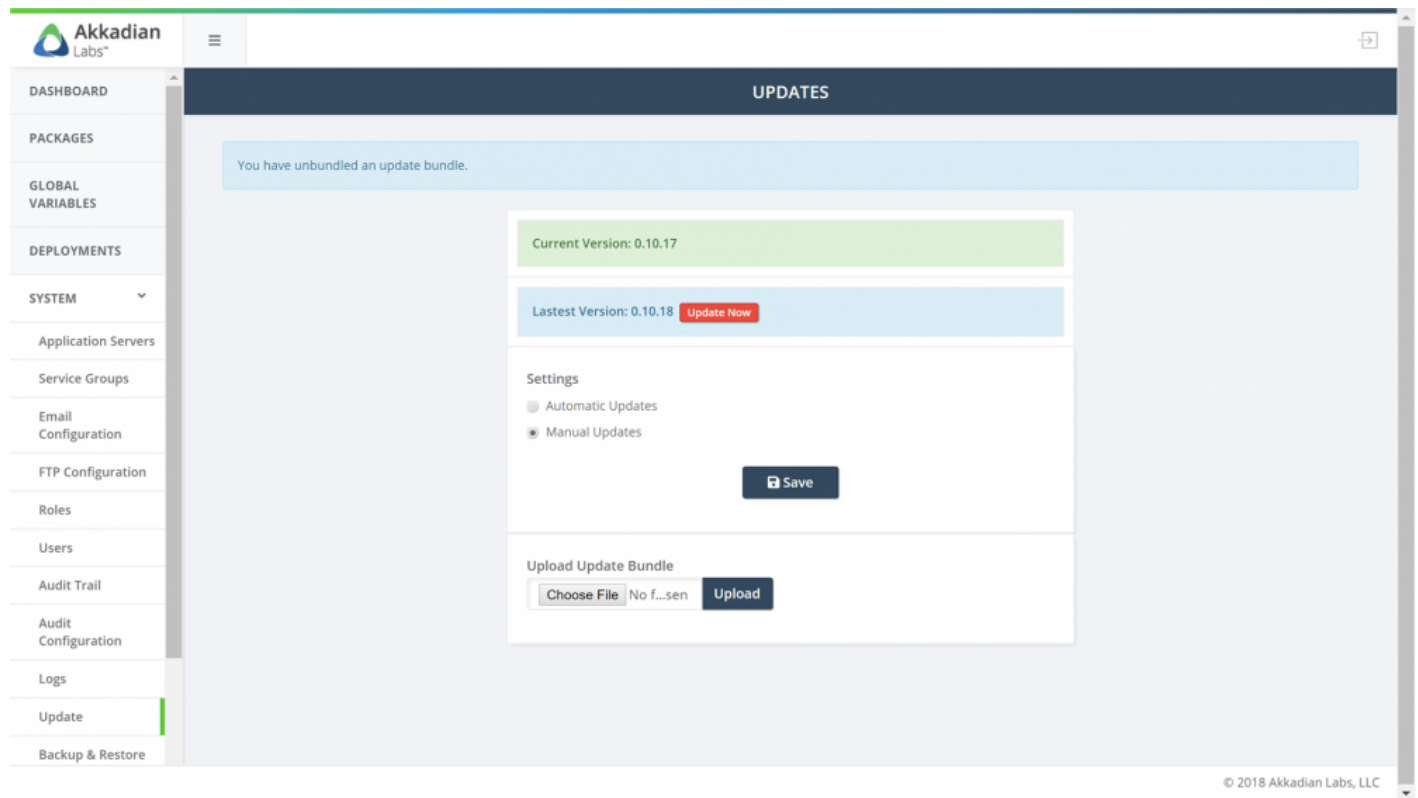 Akkadian
Labs™
UPDATES
DASHBOARD
PACKAGES
GLOBAL
VARIABLES
DEPLOYMENTS
SYSTEM
Application Servers
Service Groups
Email
Configuration
FTP Configuration
Roles
Users
Audit Trail
Audit
Configuration
Logs
Update
Backup & Restore
You have unbundled an update bundle.
Current Version: 0.10.17
Lastest Version: 0.10.18 Update Now
Settings
Automatic Updates
Manual Updates
Save
Upload Update Bundle
Choose File No f...sen Upload
© 2018 Akkadian Labs, LLC